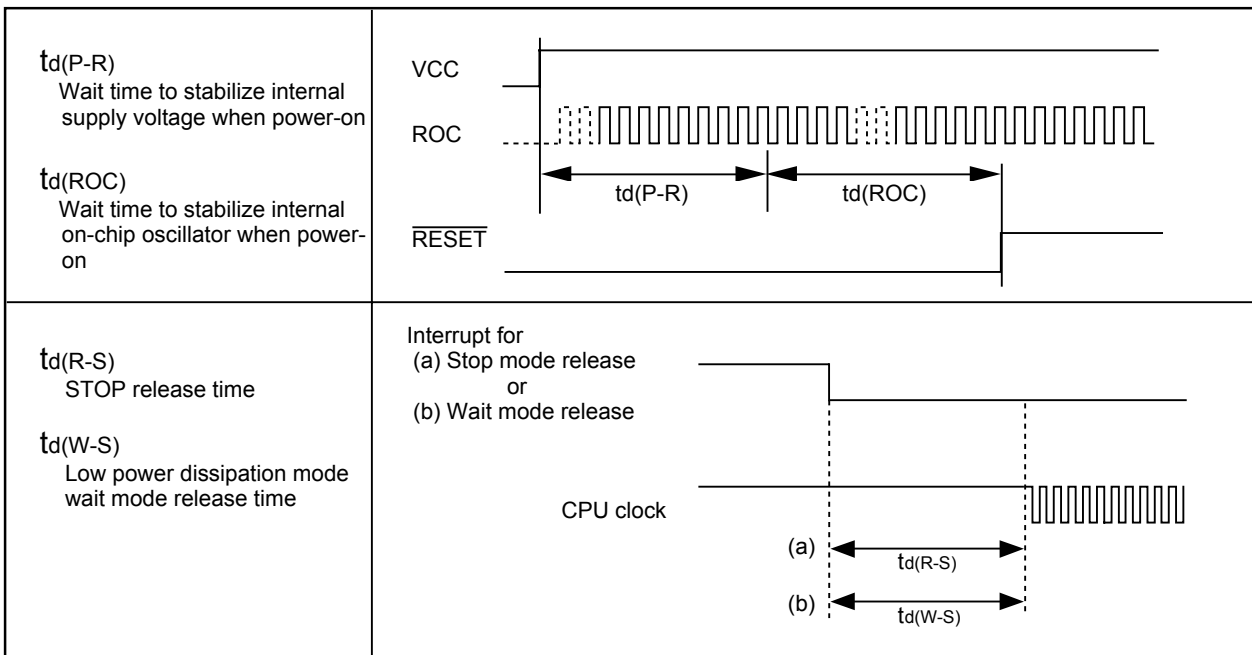 td(P-R)
Wait time to stabilize internal
supply voltage when power-on
td(ROC)
Wait time to stabilize internal
on-chip oscillator when power-
on
VCC
ROC
td(P-R)
td(ROC)
RESET
td(R-S)
STOP release time
td(W-S)
Low power dissipation mode
wait mode release time
Interrupt for
(a) Stop mode release
or
(b) Wait mode release
CPU clock
(a)
td(R-S)
(b)
td(W-S)